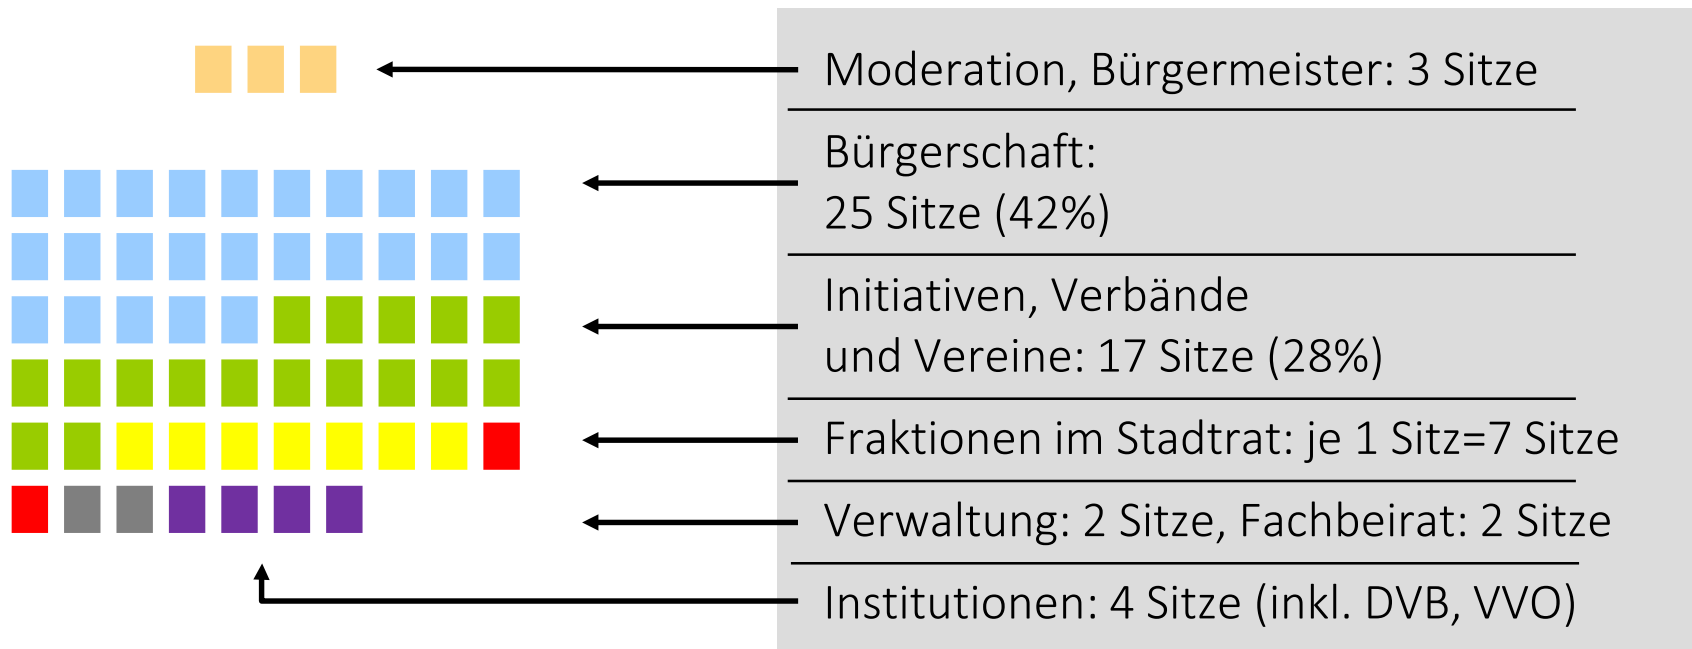 Moderation, Bürgermeister: 3 Sitze
Bürgerschaft:
25 Sitze (42%)
Initiativen, Verbände
und Vereine: 17 Sitze (28%)
Fraktionen im Stadtrat: je 1 Sitz=7 Sitze
Verwaltung: 2 Sitze, Fachbeirat: 2 Sitze
Institutionen: 4 Sitze (inkl. DVB, VVO)